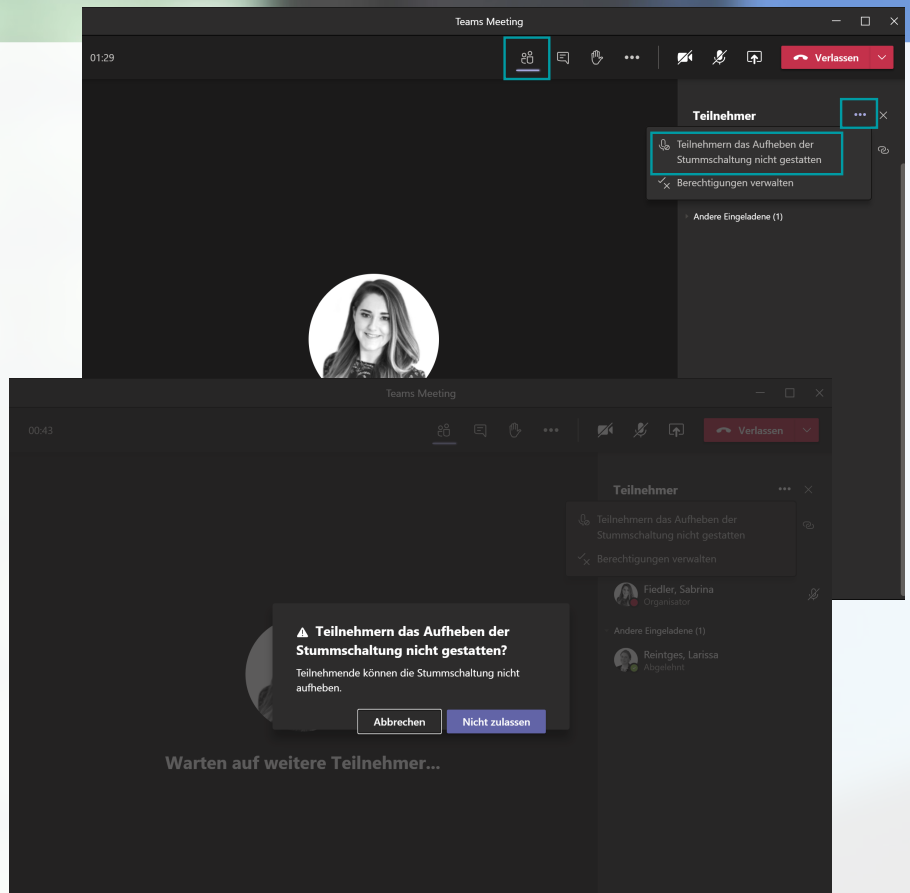 Teams Meeting
01:29
Verlassen
Teilnehmer
Teilnehmern das Aufheben der
Stummschaltung nicht gestatten
Berechtigungen verwalten
Andere Eingeladene (1)
Teams Meeting
00:43
Verlassen
Teilnehmer
Teilnehmern das Aufheben der
Stummschaltung nicht gestatten
Berechtigungen verwalten
Fiedler, Sabrina
Organisator
Andere Eingeladene (1)
Reintges, Larissa
Abgelehnt
Teilnehmern das Aufheben der
Stummschaltung nicht gestatten?
Teilnehmende können die Stummschaltung nicht
aufheben.
Abbrechen
Nicht zulassen
Warten auf weitere Teilnehmer...